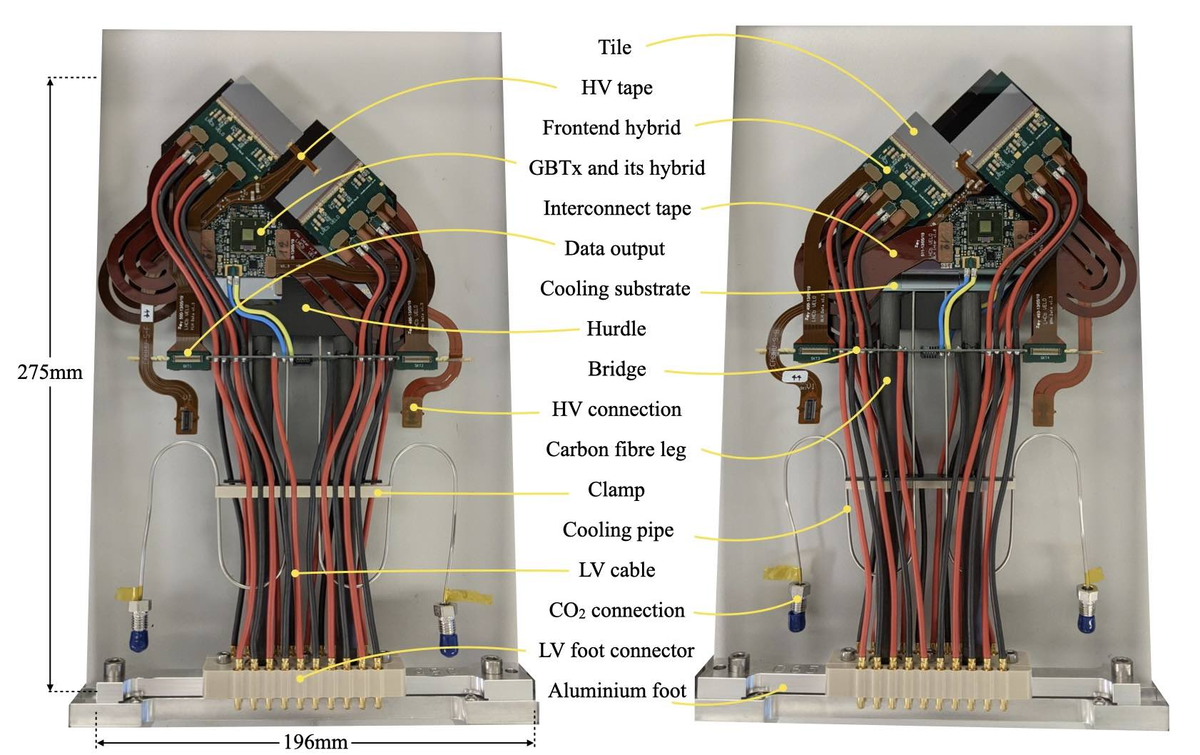 Tile
HV tape
Frontend hybrid
GBTx and its hybrid
Interconnect tape
Data output
Cooling substrate
Hurdle
Bridge
HV connection
Carbon fibre leg
Clamp
Cooling pipe
LV cable
CO₂ connection
LV foot connector
Aluminium foot
275mm
196mm